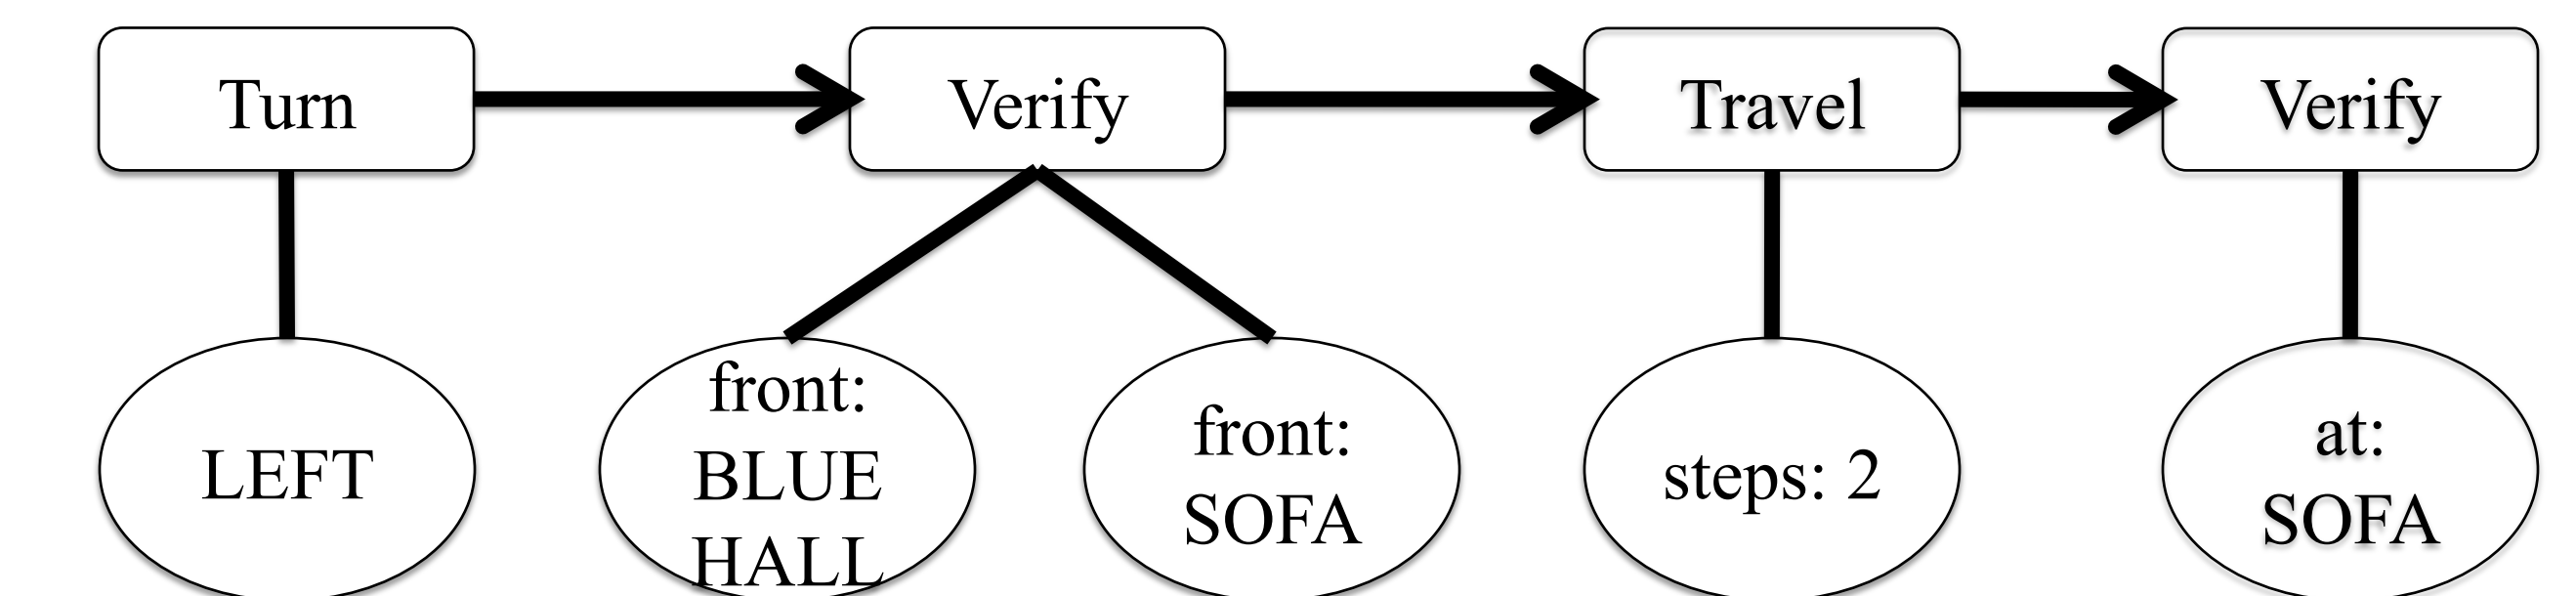 Turn
Verify
Travel
Verify
LEFT
front:
BLUE
HALL
front:
SOFA
steps: 2
at:
SOFA